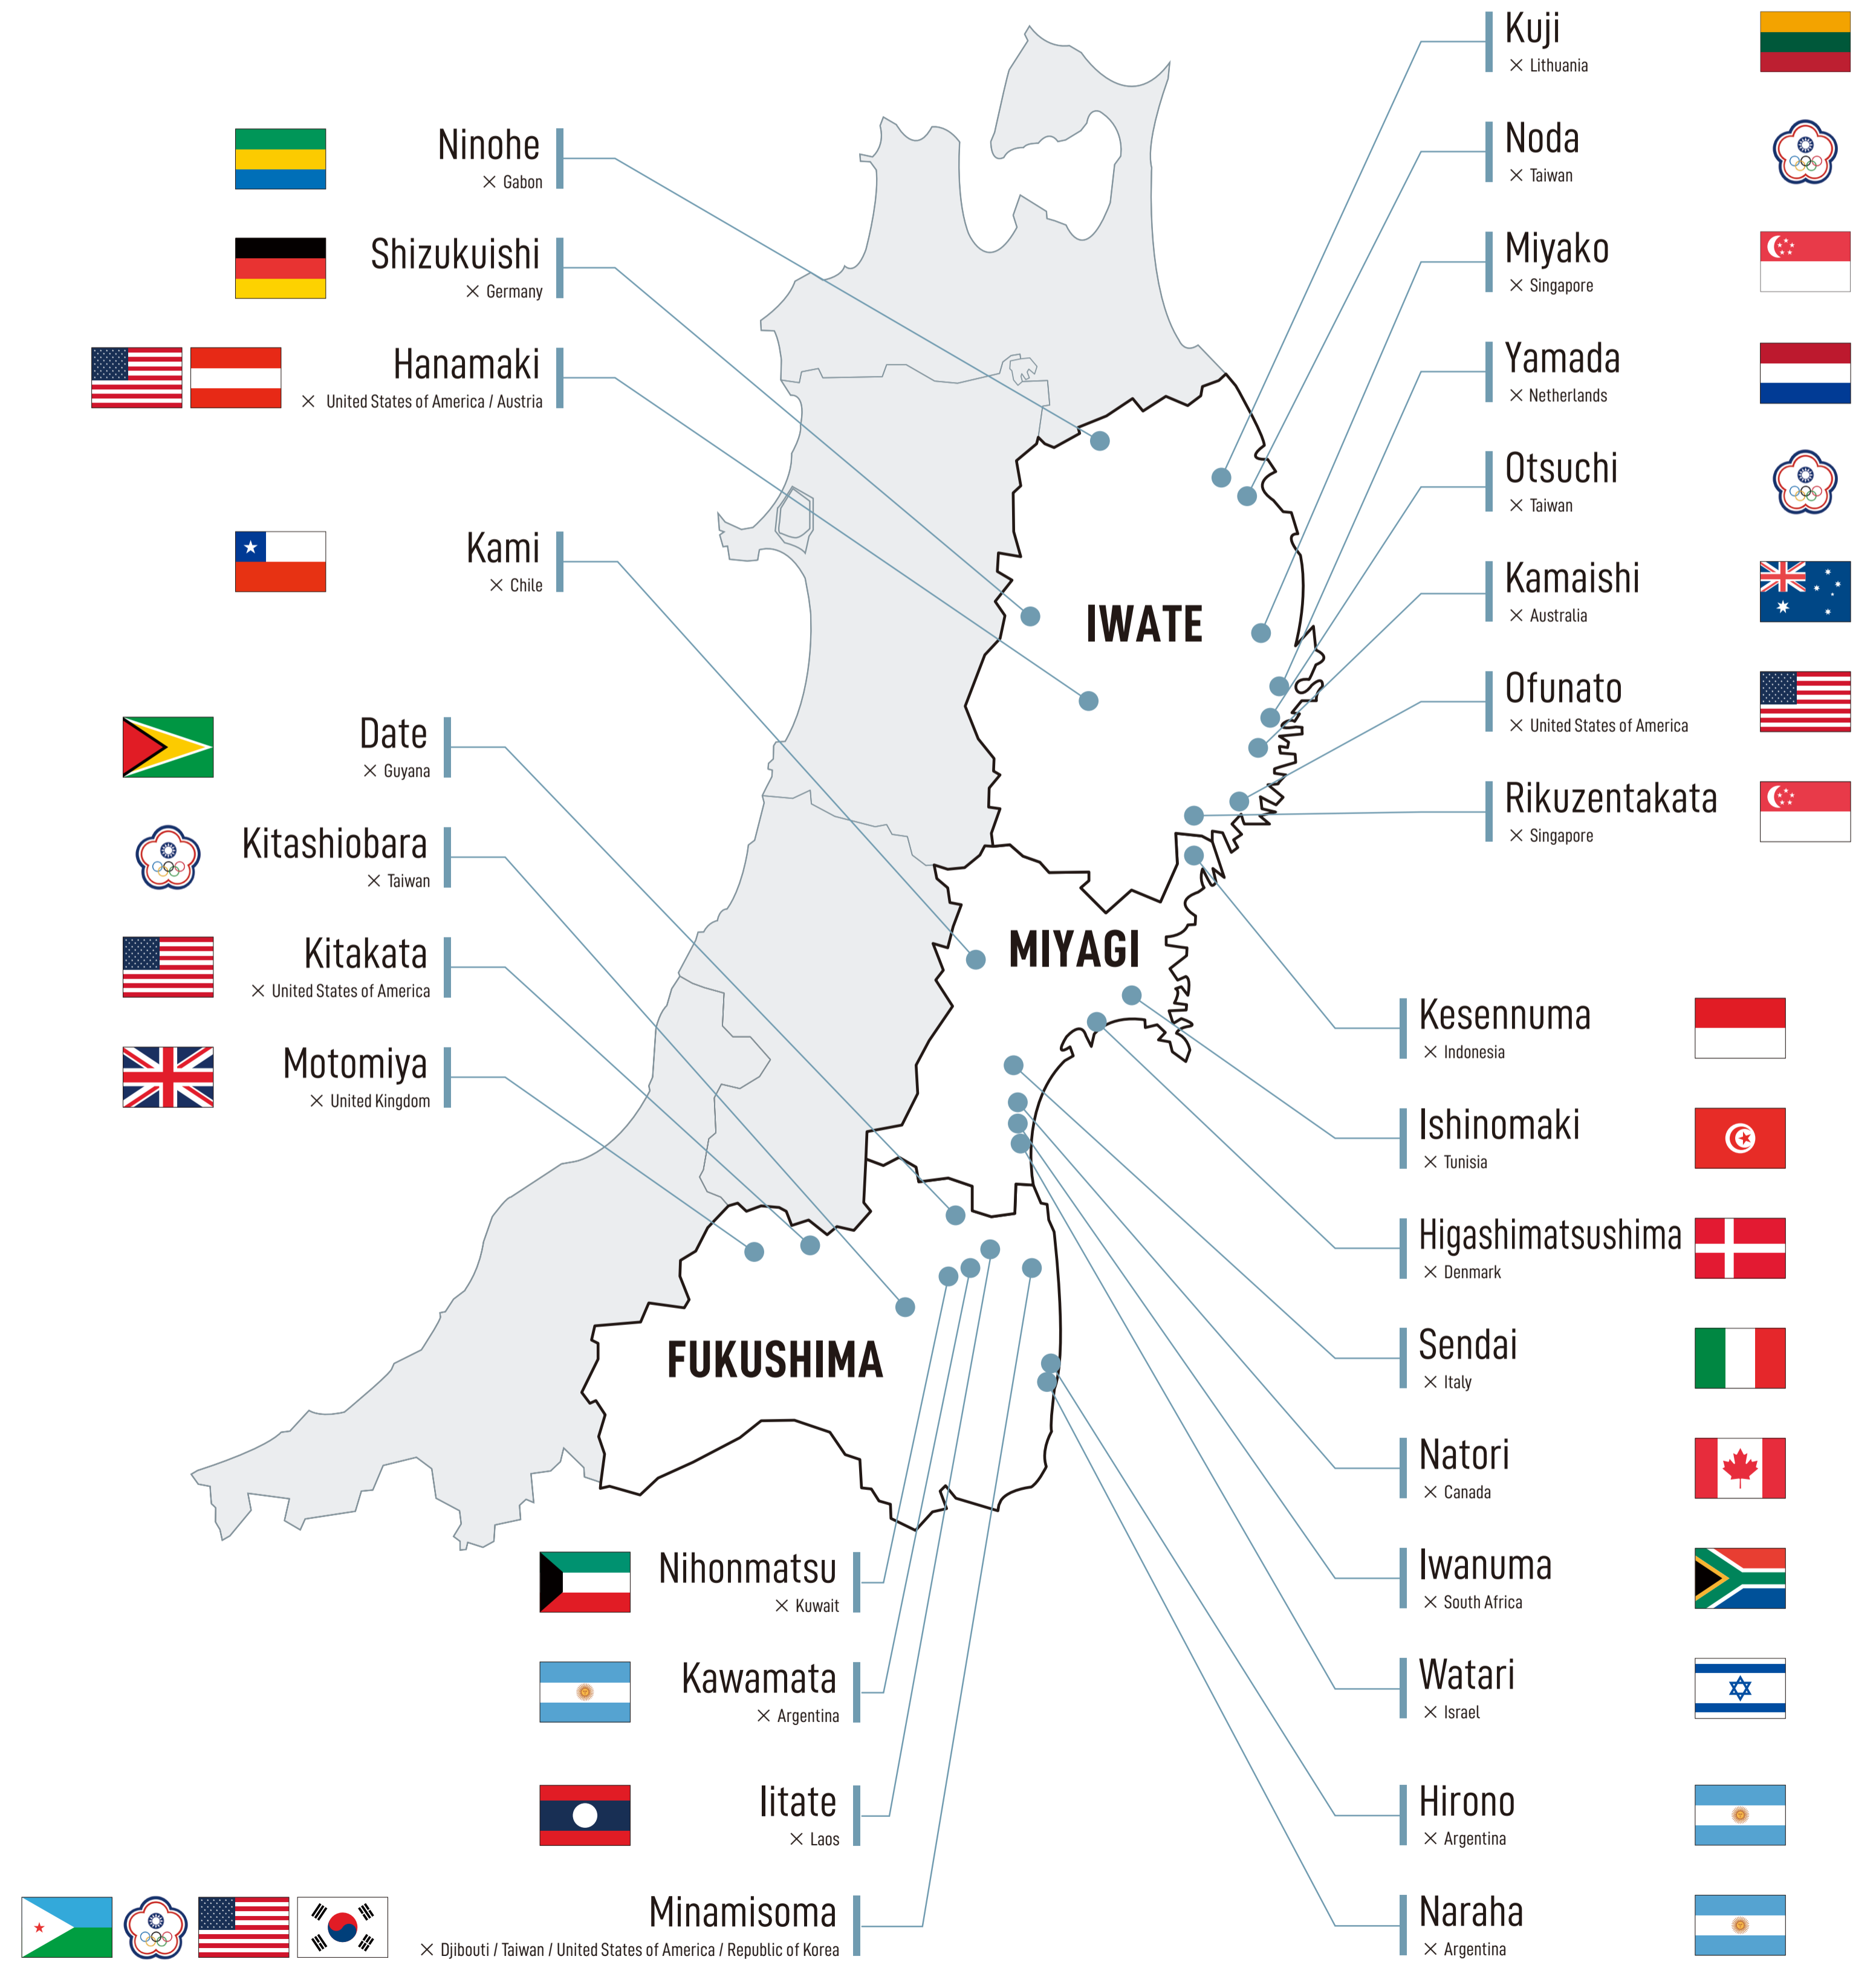 Ninohe
× Gabon
Shizukuishi
× Germany
Hanamaki
× United States of America / Austria
Kami
× Chile
Date
× Guyana
Kitashiobara
× Taiwan
Kitakata
× United States of America
Motomiya
× United Kingdom
Kuji
× Lithuania
Noda
× Taiwan
Miyako
× Singapore
Yamada
× Netherlands
Otsuchi
× Taiwan
Kamaishi
× Australia
Ofunato
× United States of America
Rikuzentakata
× Singapore
IWATE
MIYAGI
FUKUSHIMA
Kesennuma
× Indonesia
Ishinomaki
× Tunisia
Higashimatsushima
× Denmark
Sendai
× Italy
Natori
× Canada
Iwanuma
× South Africa
Watari
× Israel
Hirono
× Argentina
Naraha
× Argentina
Nihonmatsu
× Kuwait
Kawamata
× Argentina
Iitate
× Laos
Minamisoma
× Djibouti / Taiwan / United States of America / Republic of Korea